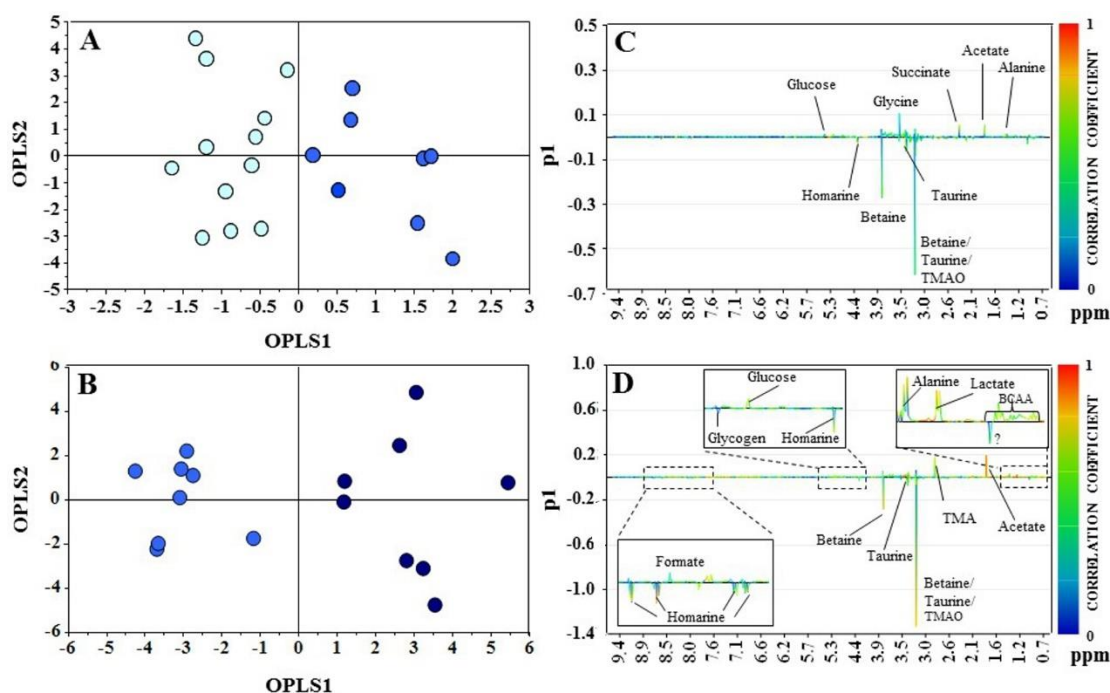 A
5
4
3
2
1
0
-1
-2
-3
-4
-5
OPLS2
-3 -2.5 -2 -1.5 -1 -0.5 0 0.5 1 1.5 2 2.5 3
OPLS1
C
0.5
0.3
0.1
-0.1
-0.3
-0.5
-0.7
p1
Glucose
Glycine
Succinate
Acetate
Alanine
Homarine
Betaine
Taurine
Betaine/
Taurine/
TMAO
9.4 8.9 8.5 8.0 7.6 7.1 6.6 6.2 5.7 5.3 4.8 4.4 3.9 3.5 3.0 2.6 2.1 1.6 1.2 0.7
ppm
1
CORRELATION COEFFICIENT
0
B
6
4
2
0
-2
-4
-6
OPLS2
-6 -5 -4 -3 -2 -1 0 1 2 3 4 5 6
OPLS1
D
1.0
0.6
0.2
-0.2
-0.6
-1.0
-1.4
p1
Glucose
Glycogen
Homarine
Alanine
Lactate
BCAA
?
Betaine
Taurine
TMA
Acetate
Betaine/
Taurine/
TMAO
Formate
Homarine
9.4 8.9 8.5 8.0 7.6 7.1 6.6 6.2 5.7 5.3 4.8 4.4 3.9 3.5 3.0 2.6 2.1 1.6 1.2 0.7
ppm
1
CORRELATION COEFFICIENT
0